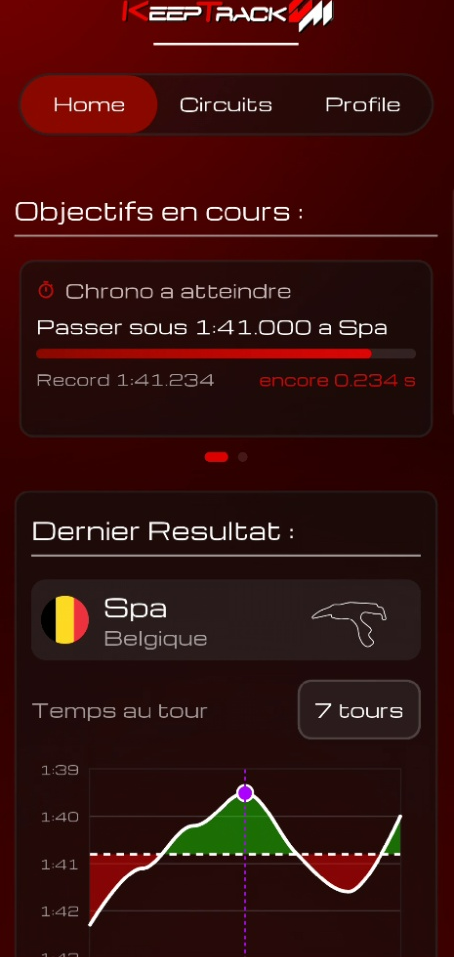 KeepTrack
Home Circuits Profile
Objectifs en cours :
Chrono a atteindre
Passer sous 1:41.000 a Spa
Record 1:41.234 encore 0.234 s
Dernier Resultat :
Spa
Belgique
Temps au tour 7 tours
1:39
1:40
1:41
1:42